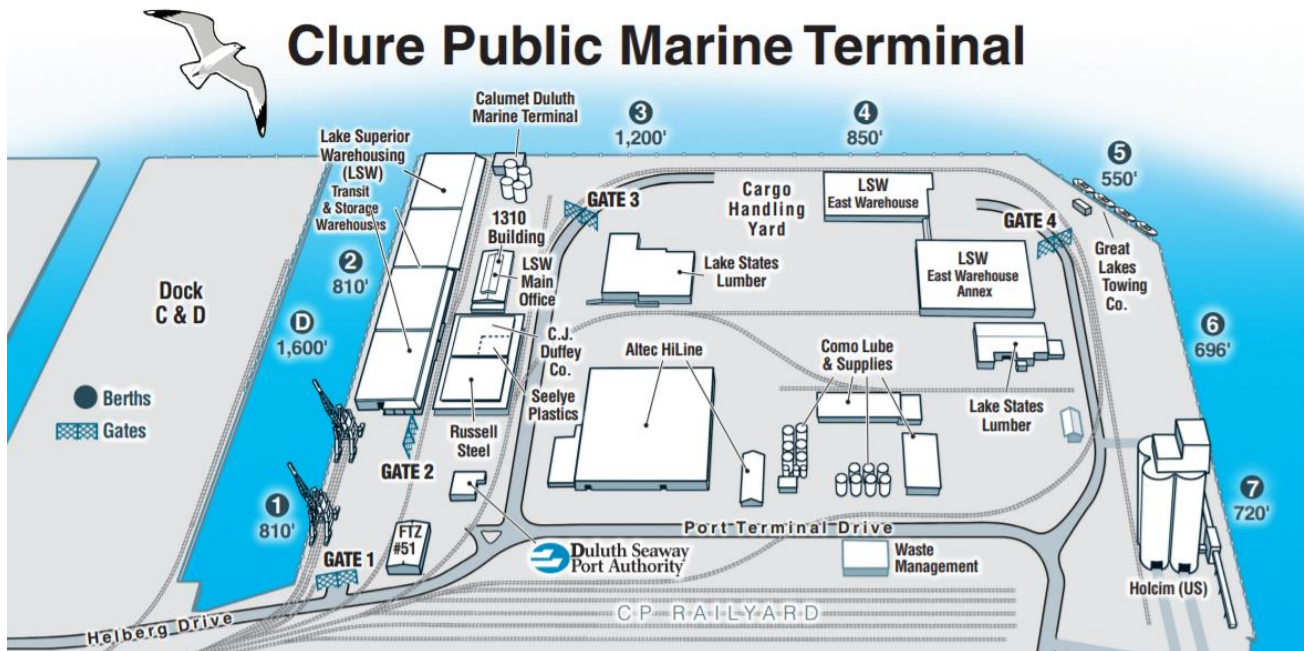 Clure Public Marine Terminal
Calumet Duluth
Marine Terminal
3
1,200'
4
850'
5
550'
Lake Superior
Warehousing
(LSW)
Transit
& Storage
Warehouses
GATE 3
Cargo
Handling
Yard
LSW
East Warehouse
1310
Building
LSW
Main
Office
GATE 4
Great
Lakes
Towing
Co.
2
810'
Lake States
Lumber
LSW
East Warehouse
Annex
Dock
C & D
D
1,600'
6
696'
C.J.
Duffey
Co.
Altec HiLine
Como Lube
& Supplies
Seelye
Plastics
Lake States
Lumber
Berths
Gates
Russell
Steel
GATE 2
1
810'
7
720'
FTZ
#51
Port Terminal Drive
GATE 1
Duluth Seaway
Port Authority
Waste
Management
Holcim (US)
Helberg Drive
CP RAILYARD